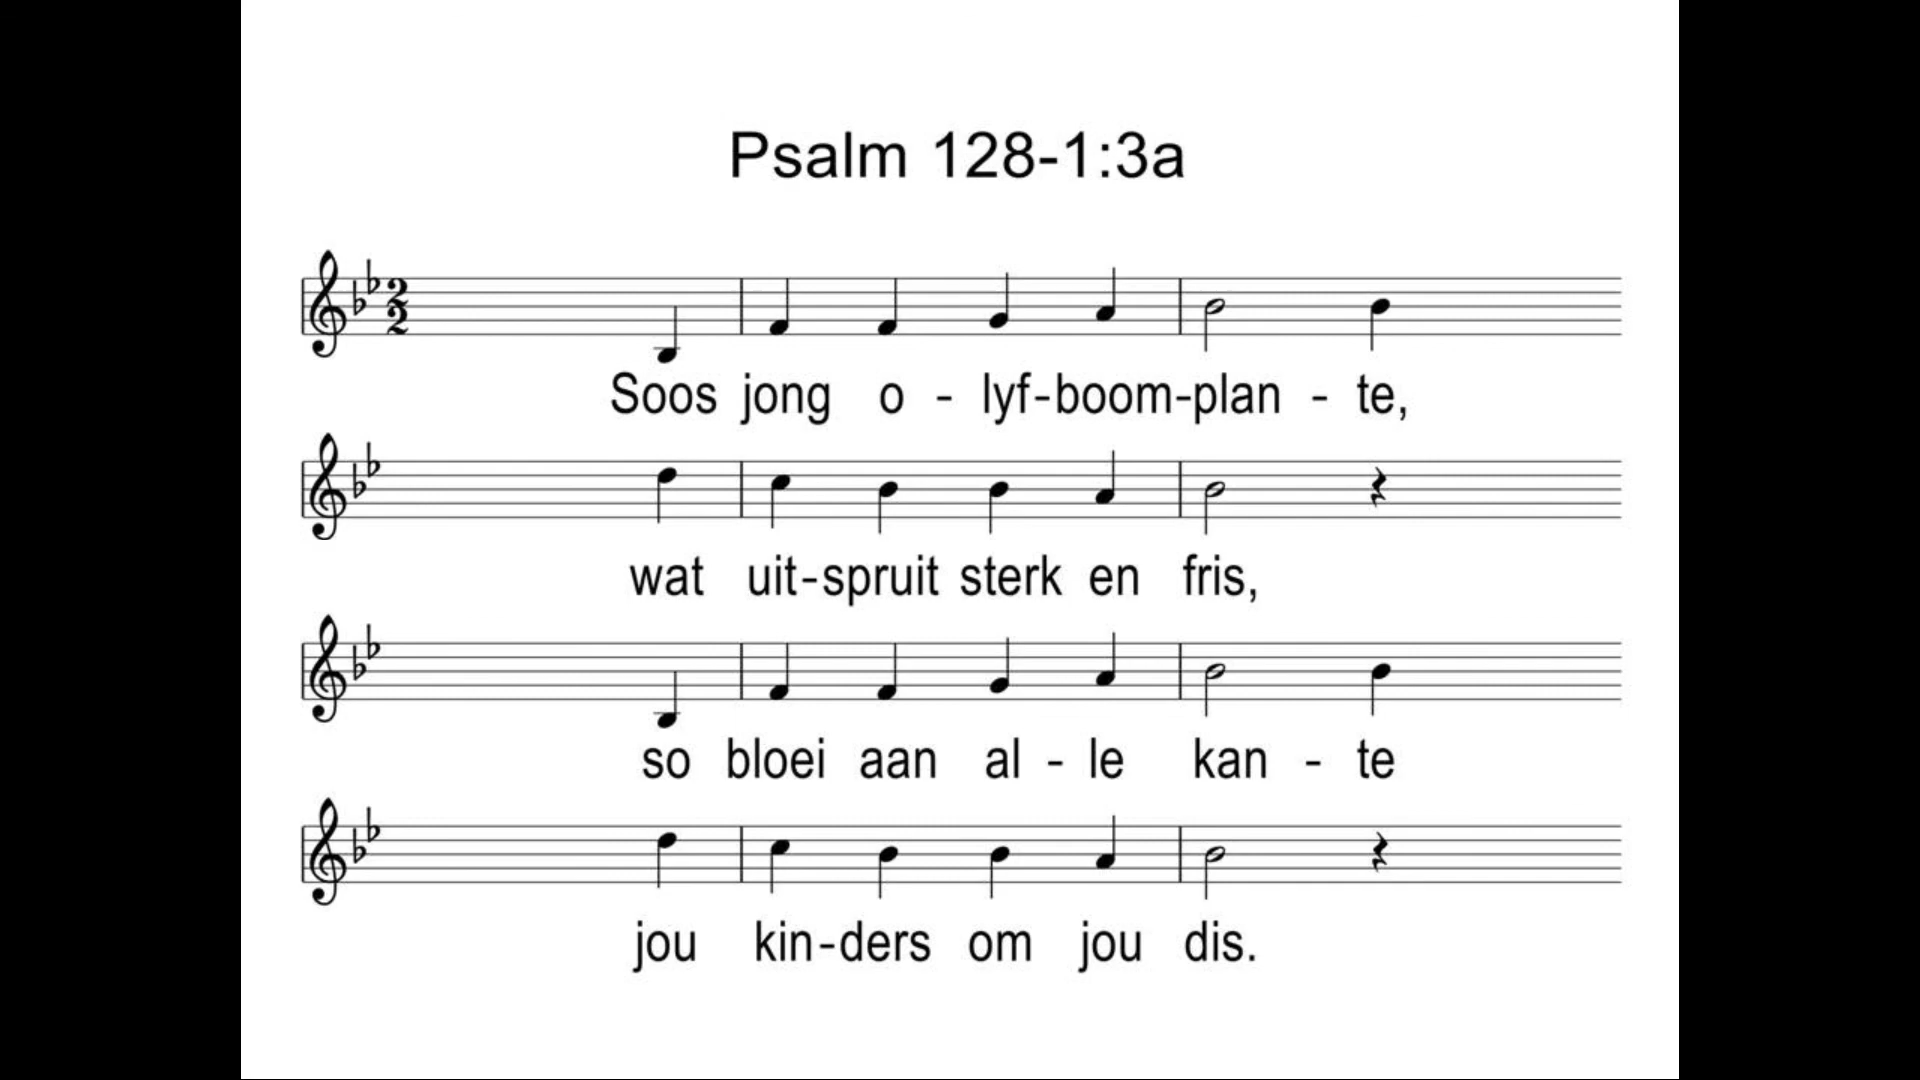 Psalm 128-1:3a
Soos jong o - lyf-boom-plan - te,
wat uit-spruit sterk en fris,
so bloei aan al - le kan - te
jou kin-ders om jou dis.